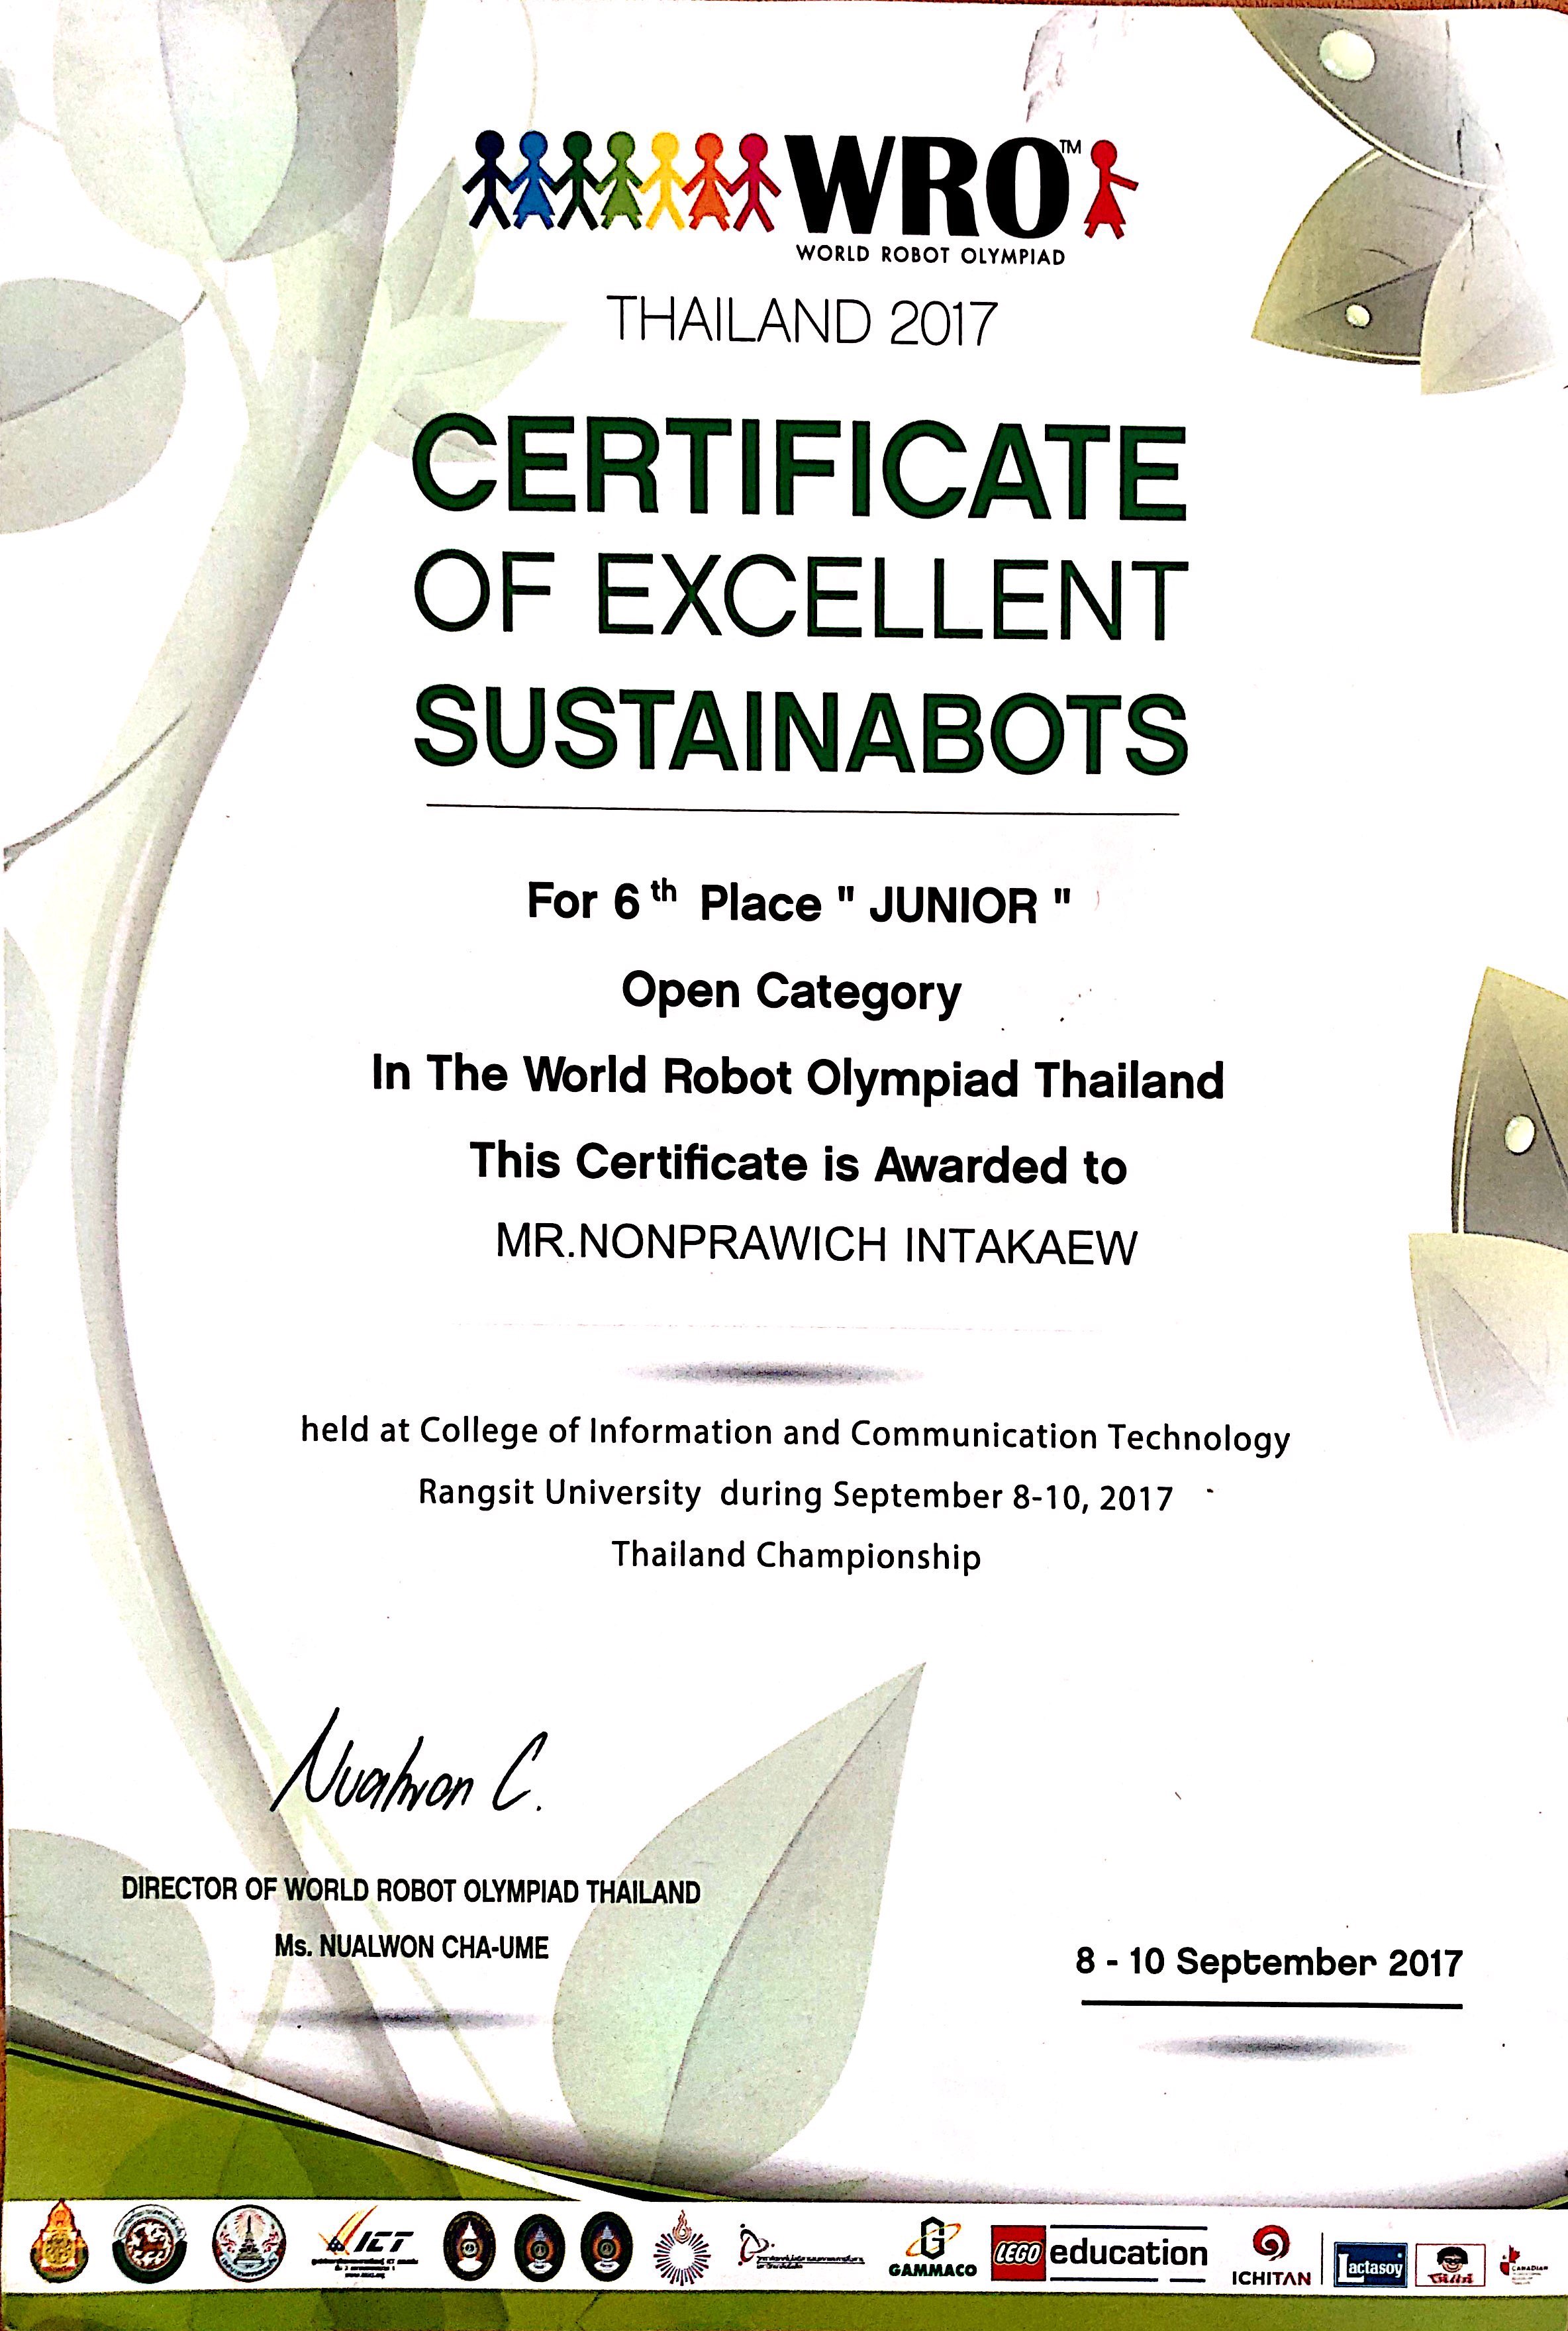 WRO™
WORLD ROBOT OLYMPIAD
THAILAND 2017
CERTIFICATE
OF EXCELLENT
SUSTAINABOTS
For 6 th Place " JUNIOR "
Open Category
In The World Robot Olympiad Thailand
This Certificate is Awarded to
MR.NONPRAWICH INTAKAEW
held at College of Information and Communication Technology
Rangsit University during September 8-10, 2017
Thailand Championship
Nualwon C.
DIRECTOR OF WORLD ROBOT OLYMPIAD THAILAND
Ms. NUALWON CHA-UME
8 - 10 September 2017
ICT
GAMMACO
LEGO education
ICHITAN
Lactasoy
CANADIAN